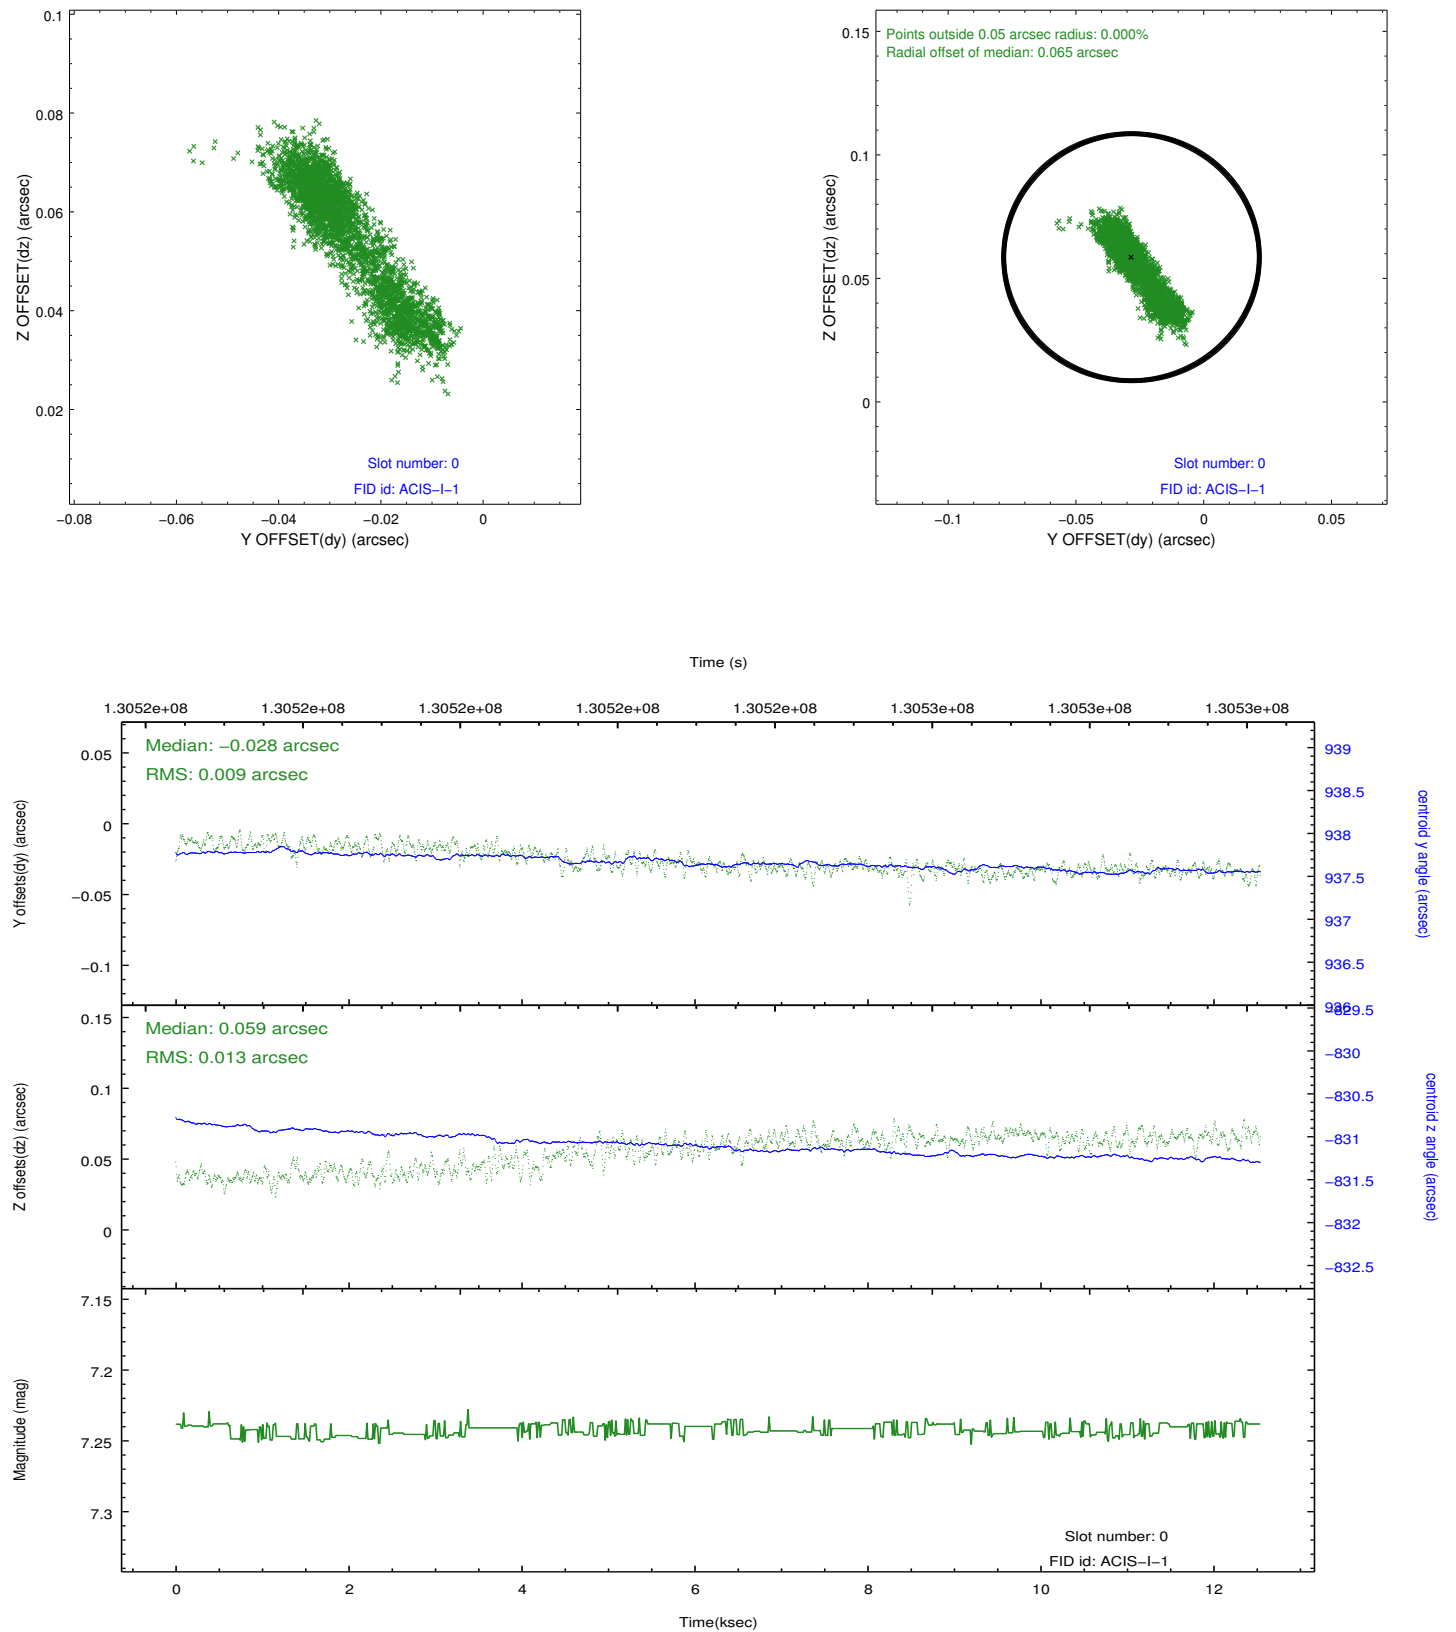 0.1
0.08
0.06
0.04
0.02
Z OFFSET(dz) (arcsec)
Slot number: 0
FID id: ACIS−I−1
−0.08 −0.06 −0.04 −0.02 0
Y OFFSET(dy) (arcsec)
Points outside 0.05 arcsec radius: 0.000%
Radial offset of median: 0.065 arcsec
0.15
0.1
0.05
0
Z OFFSET(dz) (arcsec)
Slot number: 0
FID id: ACIS−I−1
−0.1 −0.05 0 0.05
Y OFFSET(dy) (arcsec)
Time (s)
1.3052e+08 1.3052e+08 1.3052e+08 1.3052e+08 1.3052e+08 1.3053e+08 1.3053e+08 1.3053e+08
Median: −0.028 arcsec
RMS: 0.009 arcsec
0.05
0
−0.05
−0.1
Y offsets(dy) (arcsec)
939
938.5
938
937.5
937
936.5
936
centroid y angle (arcsec)
Median: 0.059 arcsec
RMS: 0.013 arcsec
0.15
0.1
0.05
0
Z offsets(dz) (arcsec)
−829.5
−830
−830.5
−831
−831.5
−832
−832.5
centroid z angle (arcsec)
7.15
7.2
7.25
7.3
Magnitude (mag)
Slot number: 0
FID id: ACIS−I−1
0 2 4 6 8 10 12
Time(ksec)